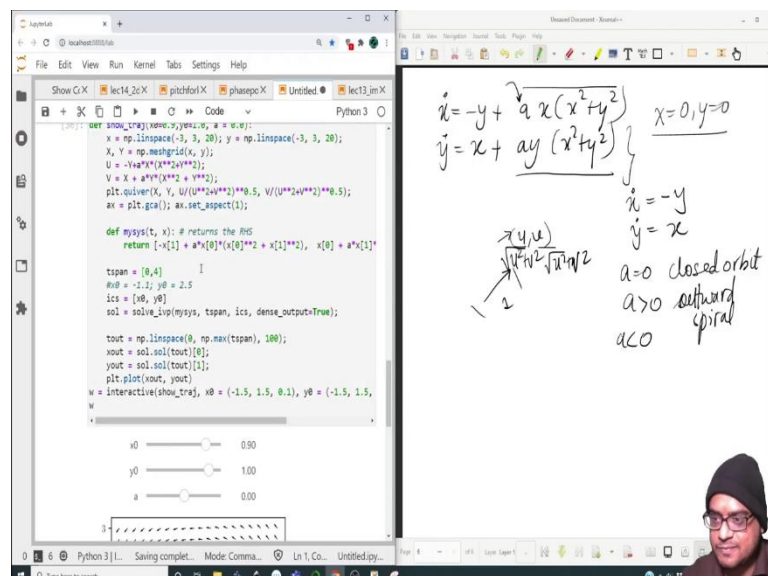 JupyterLab
localhost:8888/lab
File Edit View Run Kernel Tabs Settings Help
lec14_2c X pitchforl X phasepc X Untitled. lec13_im X
Code Python 3
def show_traj(x0=0.9,y0=1.0, a = 0.0):
x = np.linspace(-3, 3, 20); y = np.linspace(-3, 3, 20);
X, Y = np.meshgrid(x, y);
U = -Y+a*X*(X**2+Y**2);
V = X + a*Y*(X**2 + Y**2);
plt.quiver(X, Y, U/(U**2+V**2)**0.5, V/(U**2+V**2)**0.5);
ax = plt.gca(); ax.set_aspect(1);
def mysys(t, x): # returns the RHS
return [-x[1] + a*x[0]*(x[0]**2 + x[1]**2), x[0] + a*x[1]*
tspan = [0,4]
#x0 = -1.1; y0 = 2.5
ics = [x0, y0]
sol = solve_ivp(mysys, tspan, ics, dense_output=True);
tout = np.linspace(0, np.max(tspan), 100);
xout = sol.sol(tout)[0];
yout = sol.sol(tout)[1];
plt.plot(xout, yout)
w = interactive(show_traj, x0 = (-1.5, 1.5, 0.1), y0 = (-1.5, 1.5,
w
x0 0.90
y0 1.00
a 0.00
3
0 6 Python 3 | I... Saving complet... Mode: Comma... Ln 1, Co... Untitled.ipy...
Unsaved Document - Xournal++
File Edit View Navigation Journal Tools Plugin Help
ẋ = -y + a x (x²+y²)
ẏ = x + ay (x²+y²)
x=0, y=0
ẋ = -y
ẏ = x
a=0 closed orbit
a>0 outward
spiral
a<0
1
Page 6 Layer Layer 1